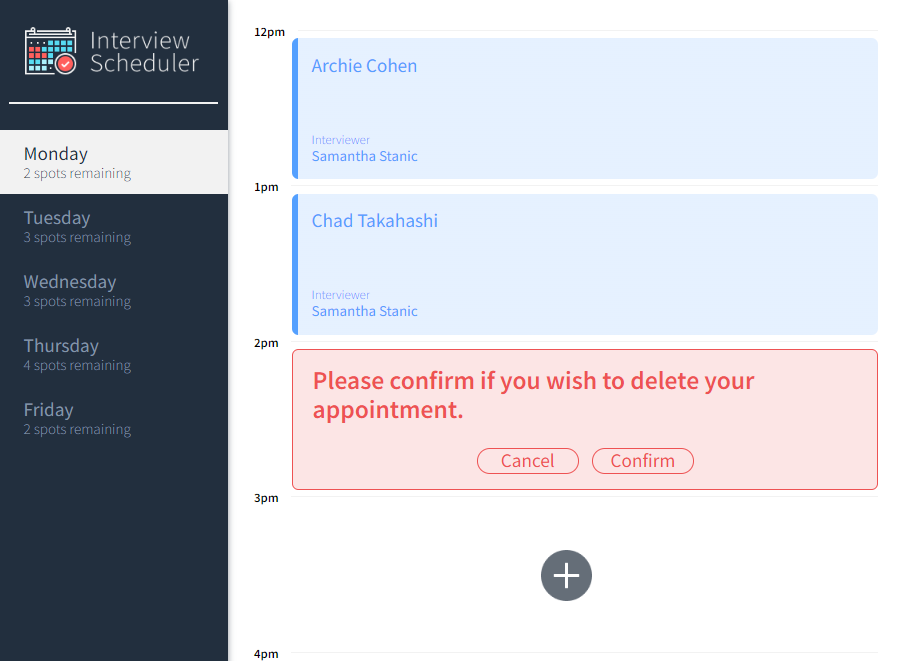 Interview
Scheduler
Monday
2 spots remaining
Tuesday
3 spots remaining
Wednesday
3 spots remaining
Thursday
4 spots remaining
Friday
2 spots remaining
12pm
Archie Cohen
Interviewer
Samantha Stanic
1pm
Chad Takahashi
Interviewer
Samantha Stanic
2pm
Please confirm if you wish to delete your
appointment.
Cancel Confirm
3pm
4pm